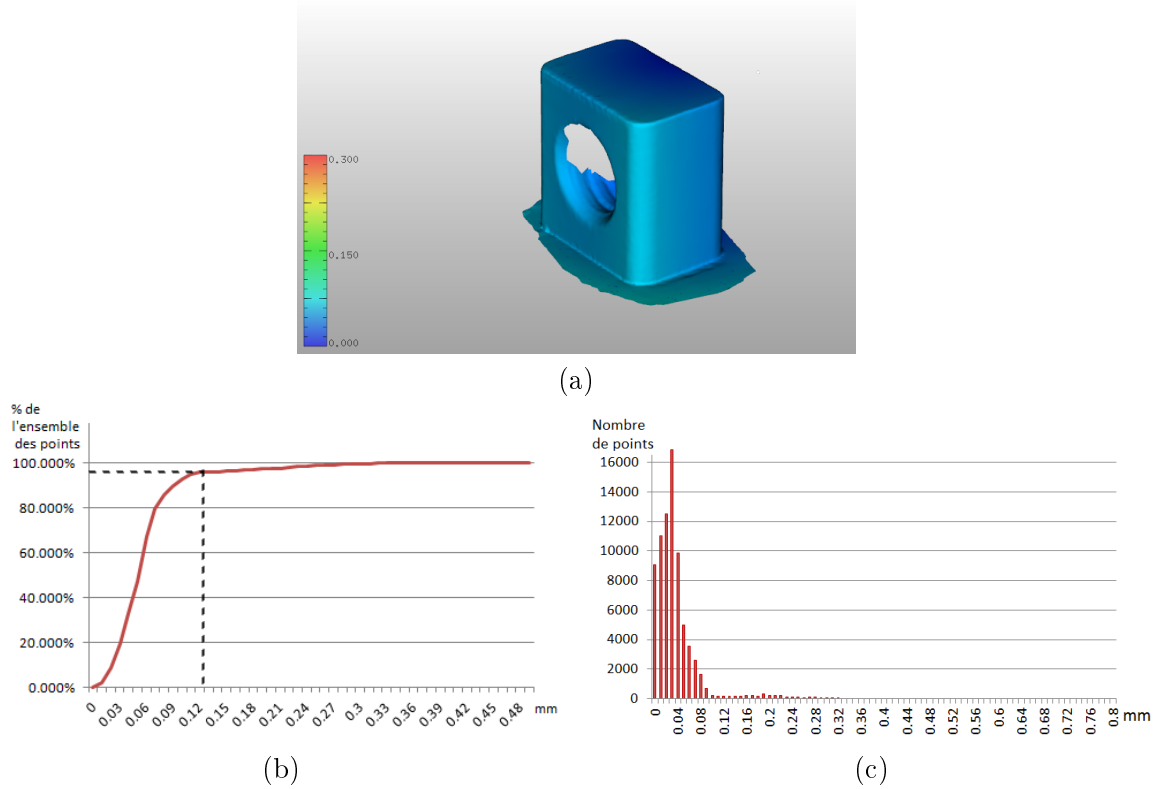 0.300
0.150
0.000
(a)
% de
l'ensemble
des points
100.000%
80.000%
60.000%
40.000%
20.000%
0.000%
0 0.03 0.06 0.09 0.12 0.15 0.18 0.21 0.24 0.27 0.3 0.33 0.36 0.39 0.42 0.45 0.48 mm
(b)
Nombre
de points
16000
14000
12000
10000
8000
6000
4000
2000
0
0 0.04 0.08 0.12 0.16 0.2 0.24 0.28 0.32 0.36 0.4 0.44 0.48 0.52 0.56 0.6 0.64 0.68 0.72 0.76 0.8 mm
(c)